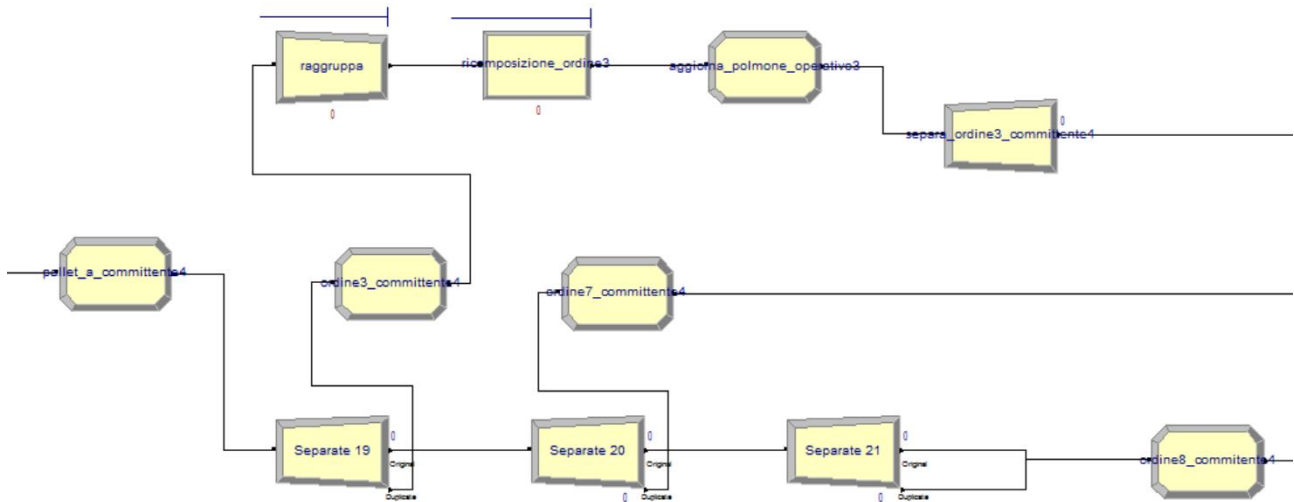 raggruppa
ricomposizione_ordine3
aggiorna_polmone_operativo3
0
0
0
separa_ordine3_committente4
pallet_a_committente4
ordine3_committente4
ordine7_committente4
Separate 19
0
Original
Duplicate
Separate 20
0
Original
0
Duplicate
Separate 21
0
Original
0
Duplicate
ordine8_commitente4